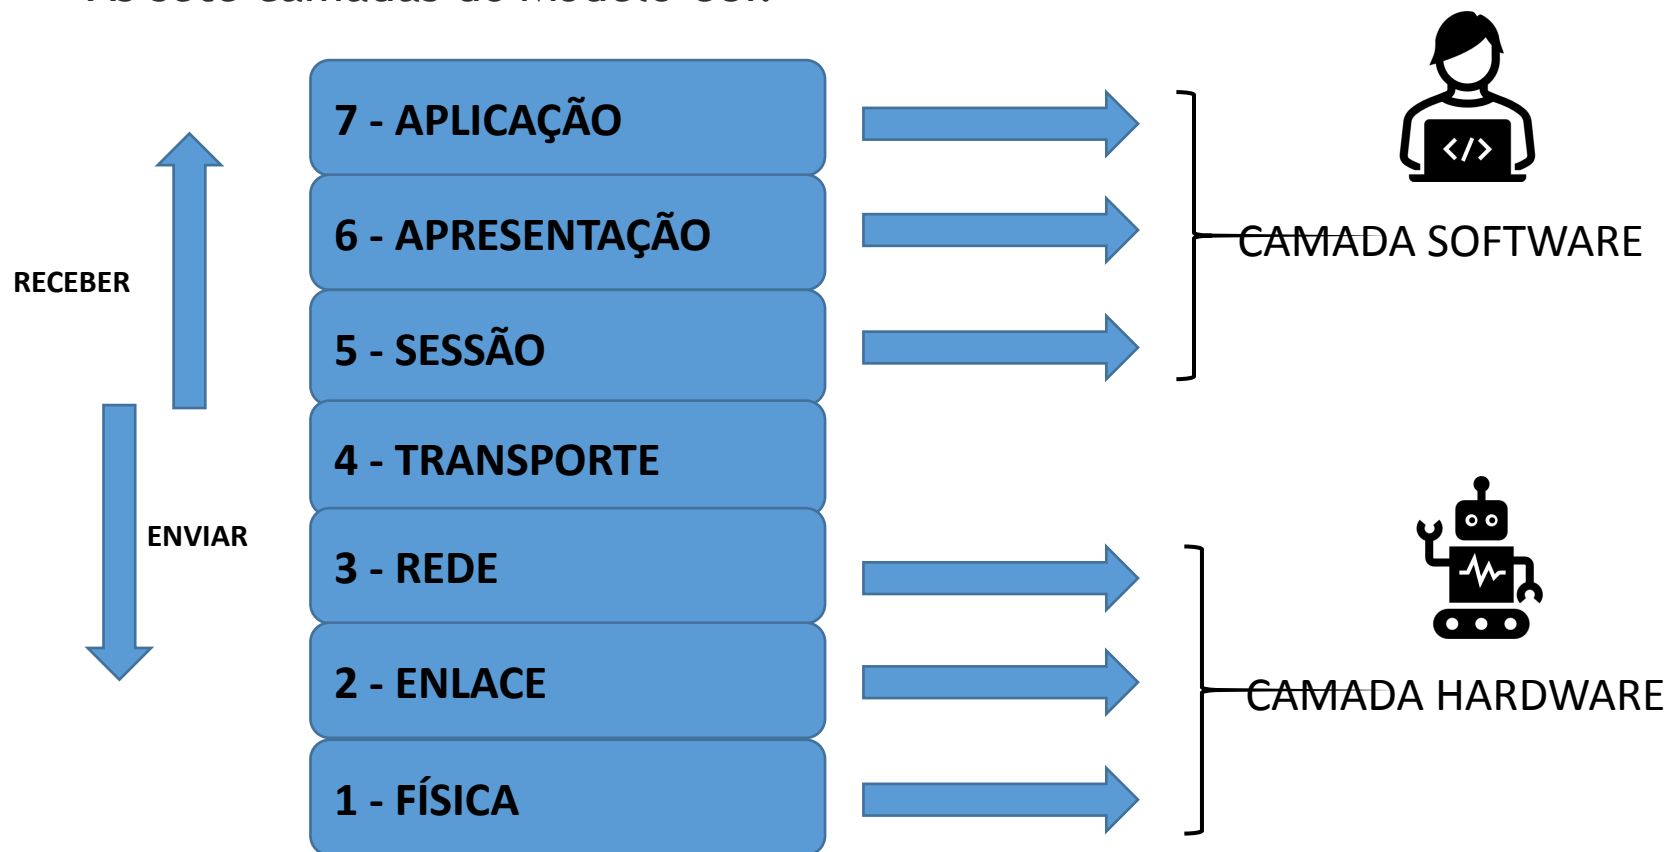 7 - APLICAÇÃO
6 - APRESENTAÇÃO
5 - SESSÃO
4 - TRANSPORTE
3 - REDE
2 - ENLACE
1 - FÍSICA
RECEBER
ENVIAR
</>
CAMADA SOFTWARE
CAMADA HARDWARE